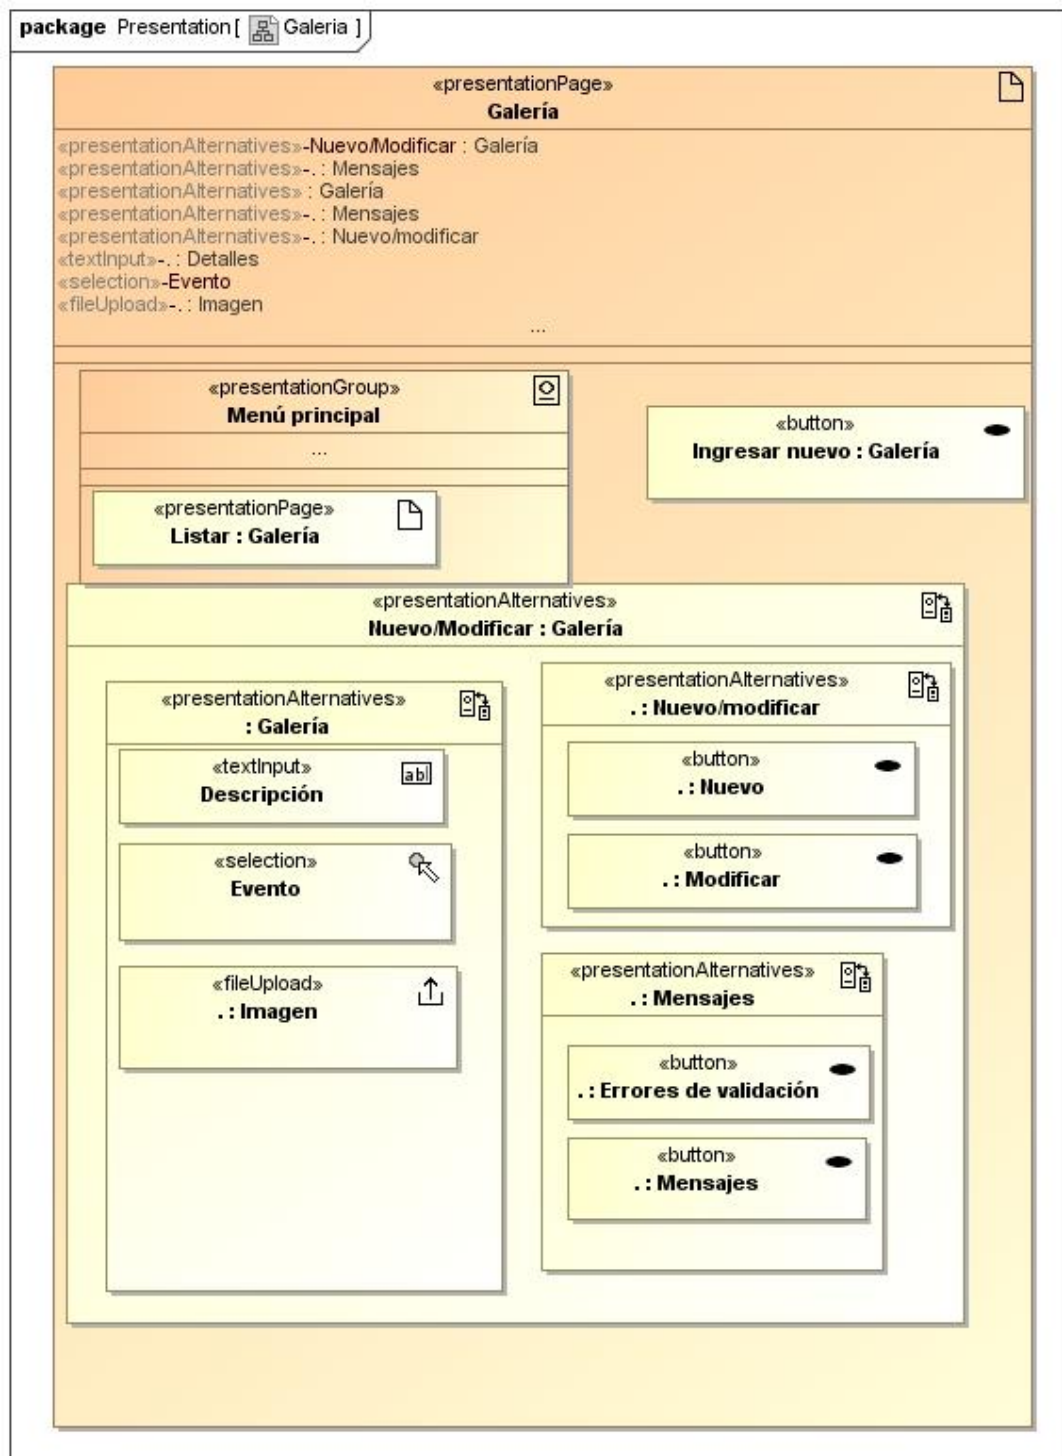 package Presentation [ Galeria ]
«presentationPage»
Galería
«presentationAlternatives»-Nuevo/Modificar : Galería
«presentationAlternatives»-. : Mensajes
«presentationAlternatives» : Galería
«presentationAlternatives»-. : Mensajes
«presentationAlternatives»-. : Nuevo/modificar
«textInput»-. : Detalles
«selection»-Evento
«fileUpload»-. : Imagen
...
«presentationGroup»
Menú principal
...
«presentationPage»
Listar : Galería
«button»
Ingresar nuevo : Galería
«presentationAlternatives»
Nuevo/Modificar : Galería
«presentationAlternatives»
: Galería
«textInput»
Descripción
ab
«selection»
Evento
«fileUpload»
. : Imagen
«presentationAlternatives»
. : Nuevo/modificar
«button»
. : Nuevo
«button»
. : Modificar
«presentationAlternatives»
. : Mensajes
«button»
. : Errores de validación
«button»
. : Mensajes